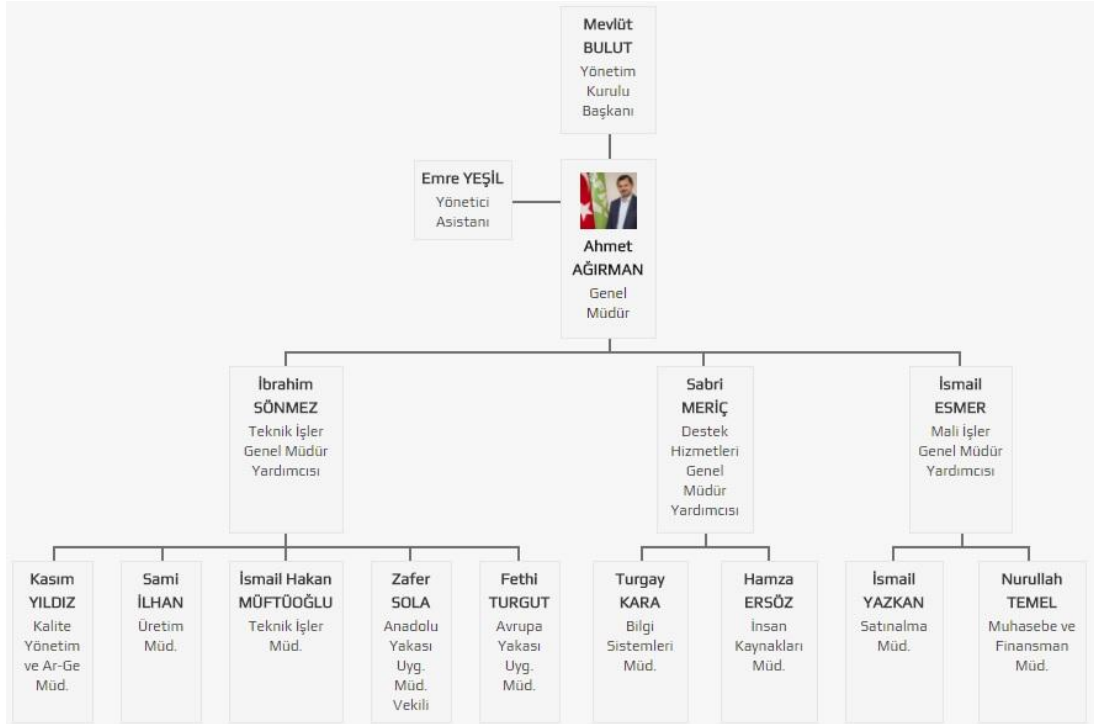 Mevlüt
BULUT
Yönetim
Kurulu
Başkanı
Emre YEŞİL
Yönetici
Asistanı
Ahmet
AĞIRMAN
Genel
Müdür
İbrahim
SÖNMEZ
Teknik İşler
Genel Müdür
Yardımcısı
Sabri
MERİÇ
Destek
Hizmetleri
Genel
Müdür
Yardımcısı
İsmail
ESMER
Mali İşler
Genel Müdür
Yardımcısı
Kasım
YILDIZ
Kalite
Yönetim
ve Ar-Ge
Müd.
Sami
İLHAN
Üretim
Müd.
İsmail Hakan
MÜFTÜOĞLU
Teknik İşler
Müd.
Zafer
SOLA
Anadolu
Yakası
Uyg.
Müd.
Vekili
Fethi
TURGUT
Avrupa
Yakası
Uyg.
Müd.
Turgay
KARA
Bilgi
Sistemleri
Müd.
Hamza
ERSÖZ
İnsan
Kaynakları
Müd.
İsmail
YAZKAN
Satınalma
Müd.
Nurullah
TEMEL
Muhasebe ve
Finansman
Müd.